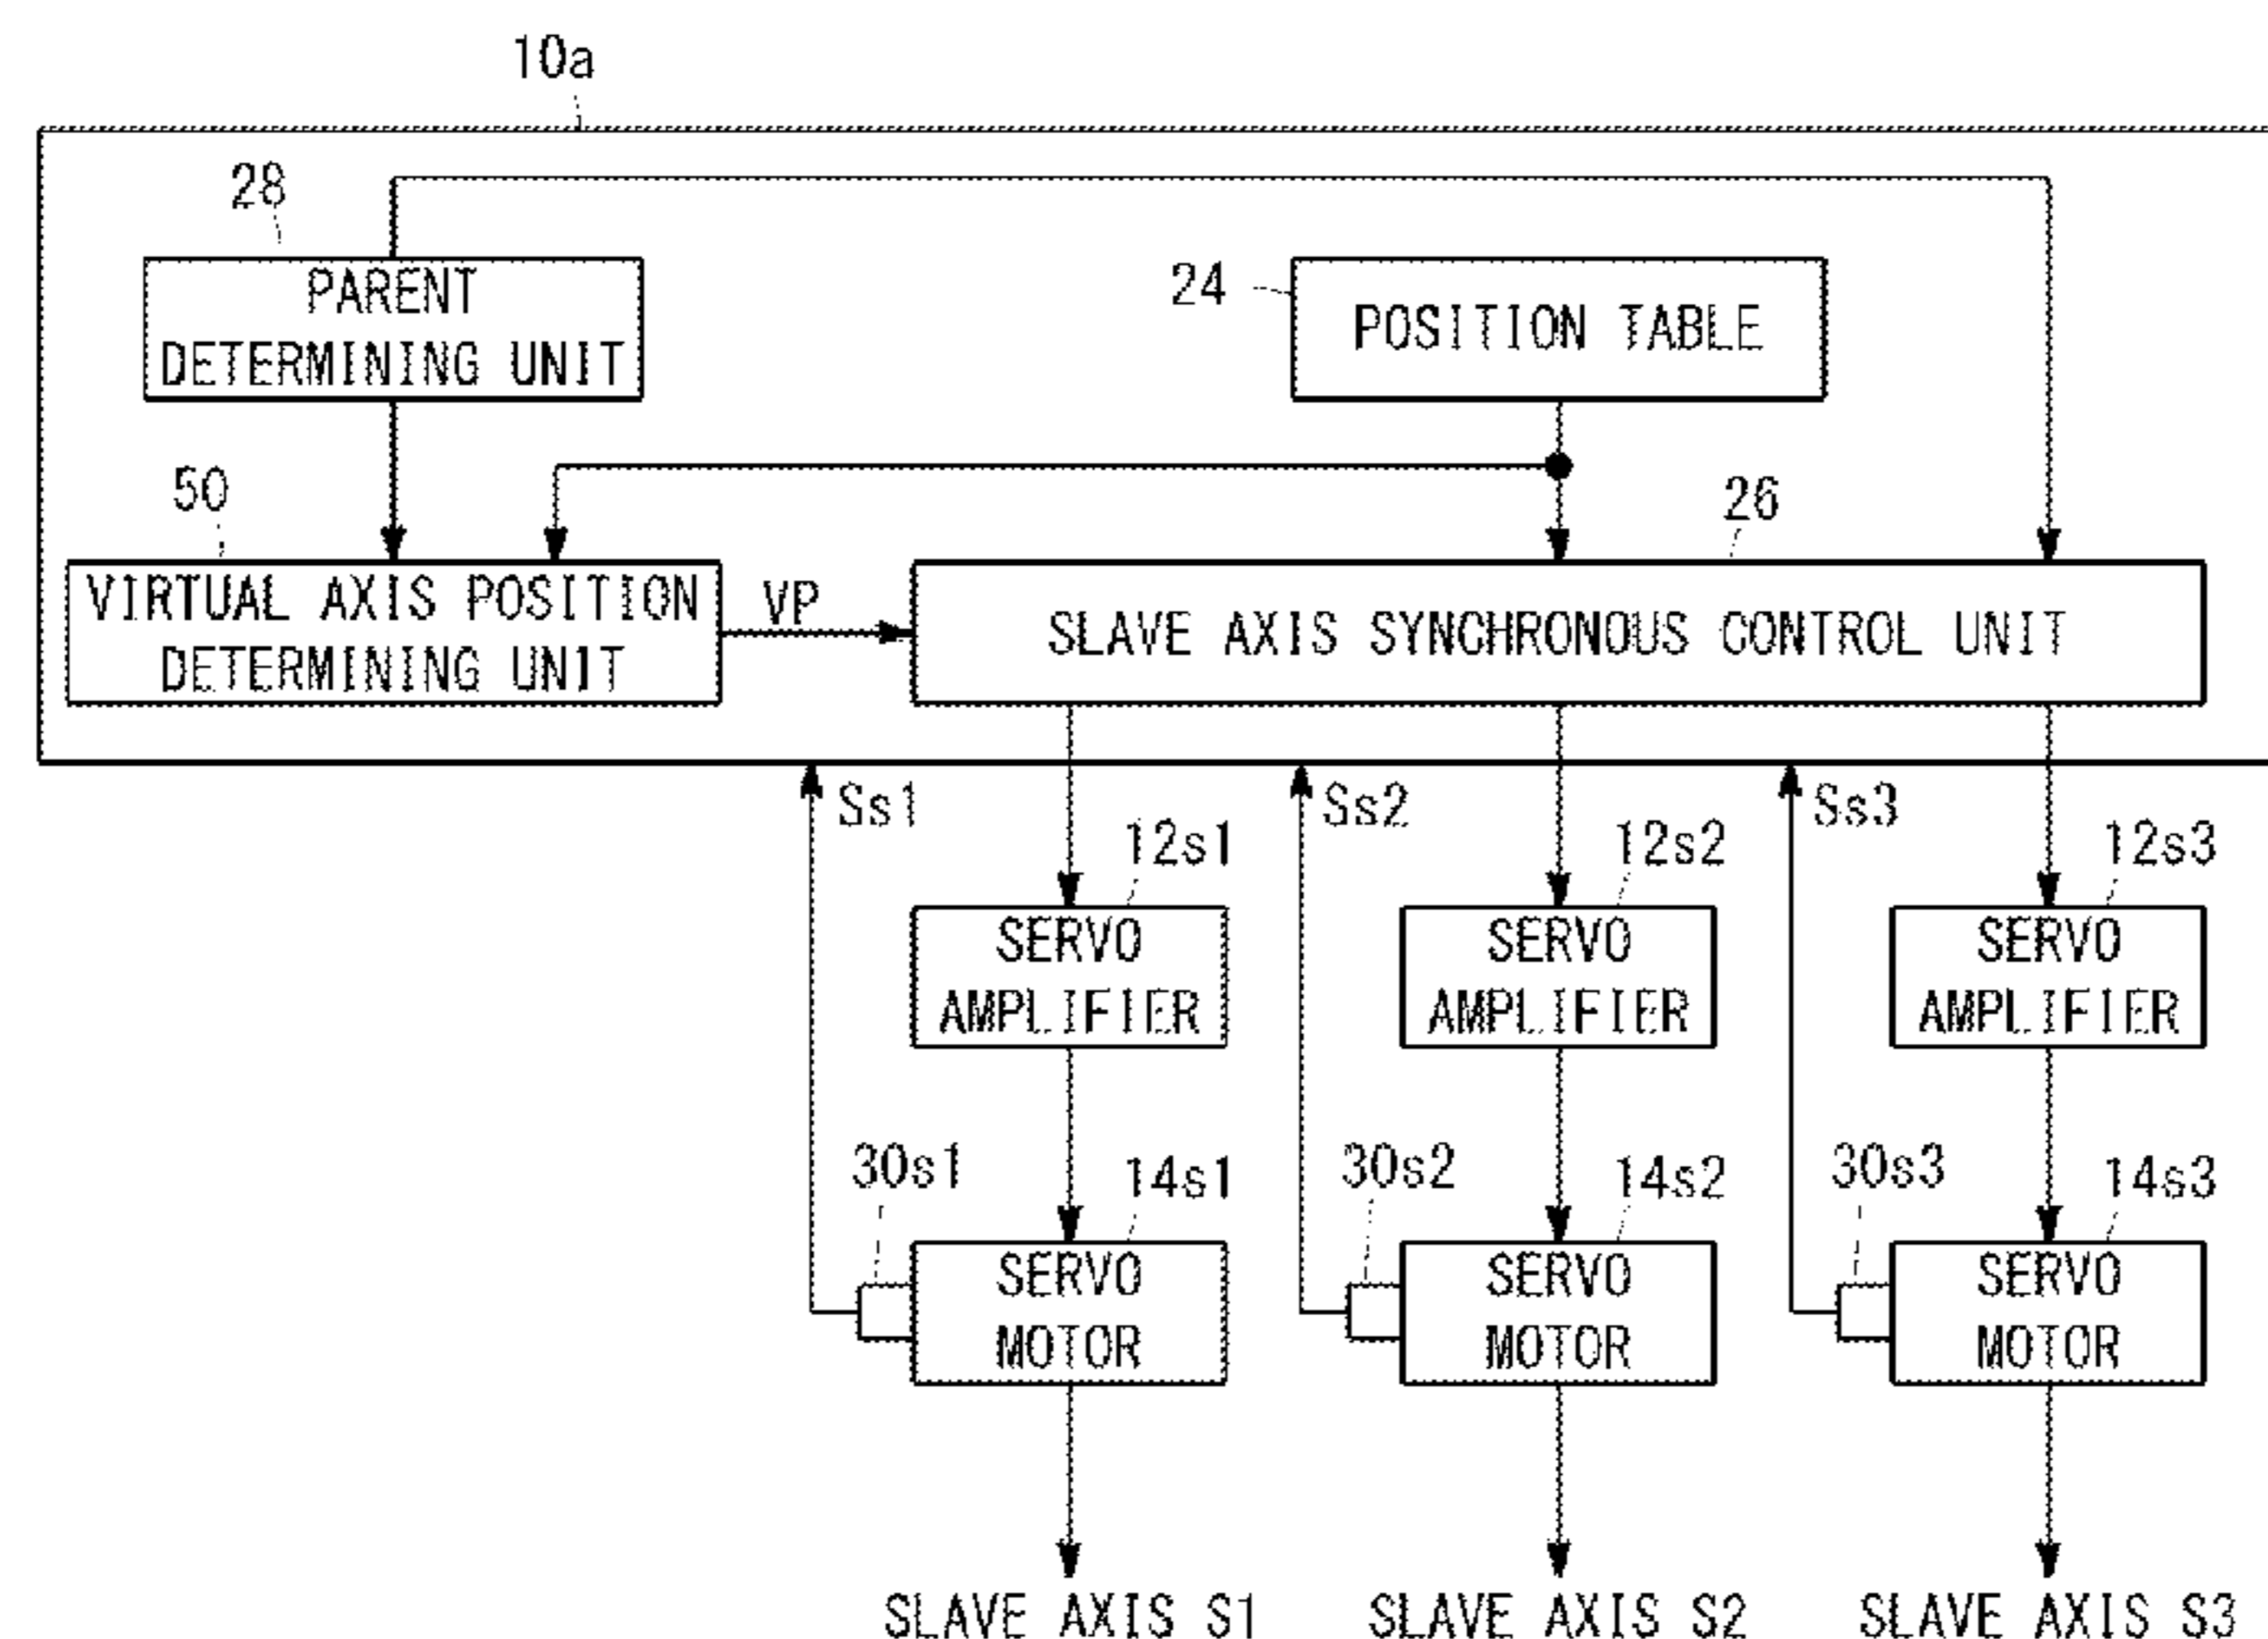 10a
28
PARENT
DETERMINING UNIT
24
POSITION TABLE
50
26
VIRTUAL AXIS POSITION
DETERMINING UNIT
VP
SLAVE AXIS SYNCHRONOUS CONTROL UNIT
Ss1
Ss2
Ss3
12s1
12s2
12s3
SERVO
AMPLIFIER
SERVO
AMPLIFIER
SERVO
AMPLIFIER
30s1
14s1
30s2
14s2
30s3
14s3
SERVO
MOTOR
SERVO
MOTOR
SERVO
MOTOR
SLAVE AXIS S1
SLAVE AXIS S2
SLAVE AXIS S3